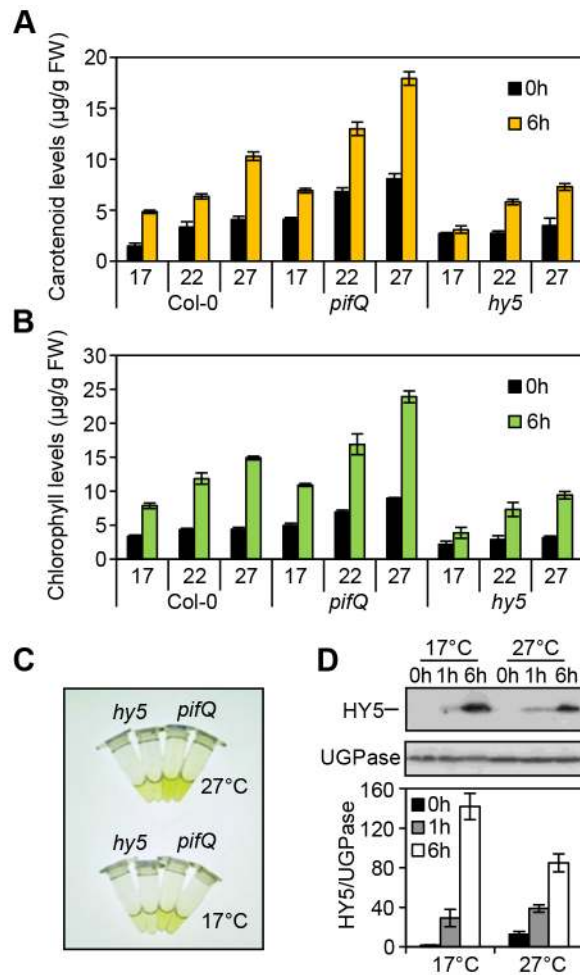 A
Carotenoid levels (µg/g FW)
20
15
10
5
0
0h
6h
17 22 27 17 22 27 17 22 27
Col-0 pifQ hy5
B
Chlorophyll levels (µg/g FW)
30
25
20
15
10
5
0
0h
6h
17 22 27 17 22 27 17 22 27
Col-0 pifQ hy5
C
hy5 pifQ
27°C
hy5 pifQ
17°C
D
17°C 27°C
0h 1h 6h 0h 1h 6h
HY5
UGPase
HY5/UGPase
160
120
80
40
0
0h
1h
6h
17°C 27°C